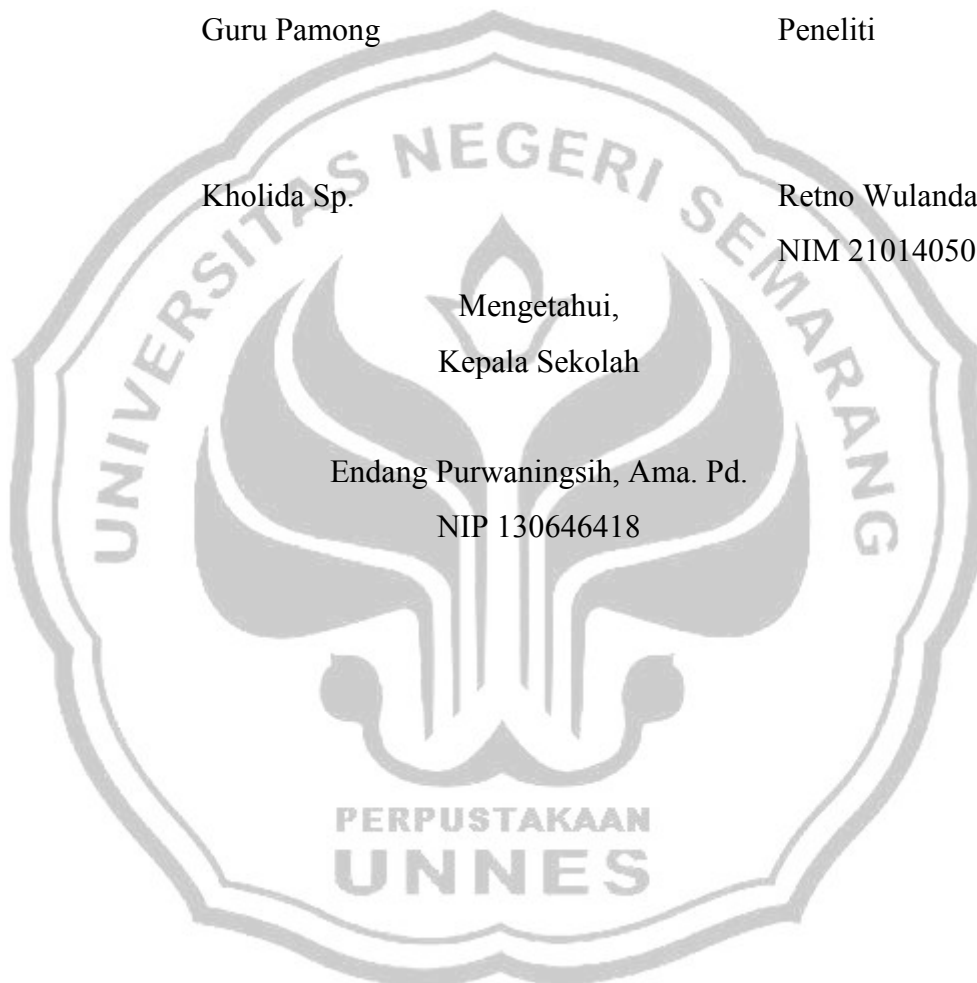 Guru Pamong Peneliti
UNIVERSITAS NEGERI SEMARANG
Kholida Sp. Retno Wulanda
NIM 21014050
Mengetahui,
Kepala Sekolah
Endang Purwaningsih, Ama. Pd.
NIP 130646418
PERPUSTAKAAN
UNNES